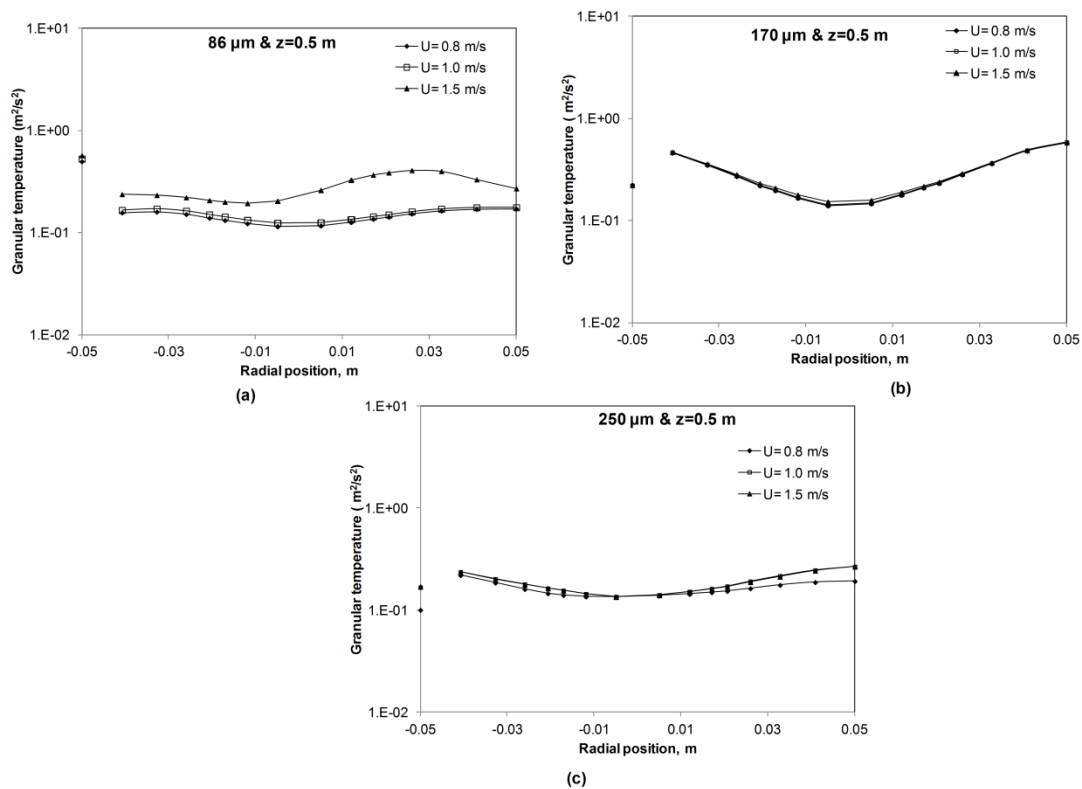 86 µm & z=0.5 m
U= 0.8 m/s
U= 1.0 m/s
U= 1.5 m/s
Granular temperature (m²/s²)
1.E+01
1.E+00
1.E-01
1.E-02
-0.05 -0.03 -0.01 0.01 0.03 0.05
Radial position, m
(a)
170 µm & z=0.5 m
U= 0.8 m/s
U= 1.0 m/s
U= 1.5 m/s
Granular temperature ( m²/s²)
1.E+01
1.E+00
1.E-01
1.E-02
-0.05 -0.03 -0.01 0.01 0.03 0.05
Radial position, m
(b)
250 µm & z=0.5 m
U= 0.8 m/s
U= 1.0 m/s
U= 1.5 m/s
Granular temperature ( m²/s²)
1.E+01
1.E+00
1.E-01
1.E-02
-0.05 -0.03 -0.01 0.01 0.03 0.05
Radial position, m
(c)